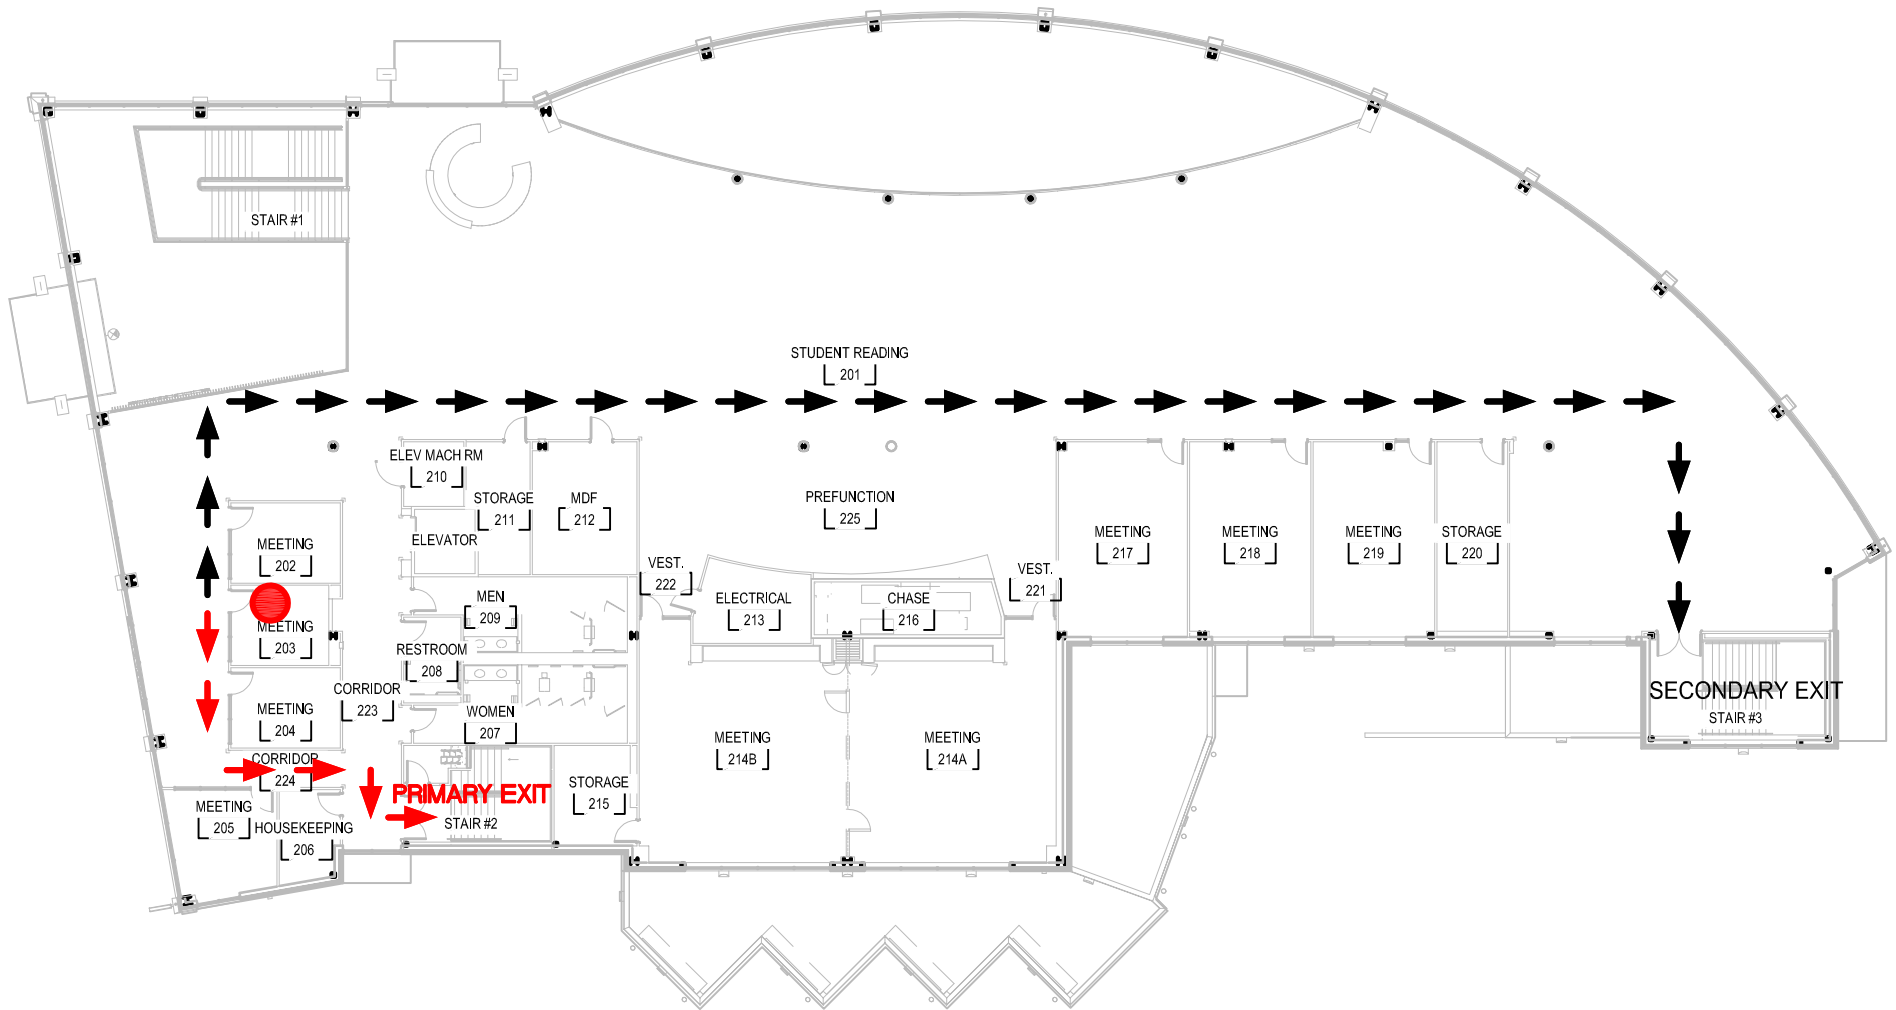 STAIR #1
STUDENT READING
201
ELEV MACH RM
210
STORAGE
211
MDF
212
PREFUNCTION
225
ELEVATOR
MEETING
202
MEETING
203
MEETING
204
CORRIDOR
223
CORRIDOR
224
MEETING
205
HOUSEKEEPING
206
MEN
209
RESTROOM
208
WOMEN
207
PRIMARY EXIT
STAIR #2
STORAGE
215
VEST.
222
ELECTRICAL
213
CHASE
216
VEST.
221
MEETING
214B
MEETING
214A
MEETING
217
MEETING
218
MEETING
219
STORAGE
220
SECONDARY EXIT
STAIR #3